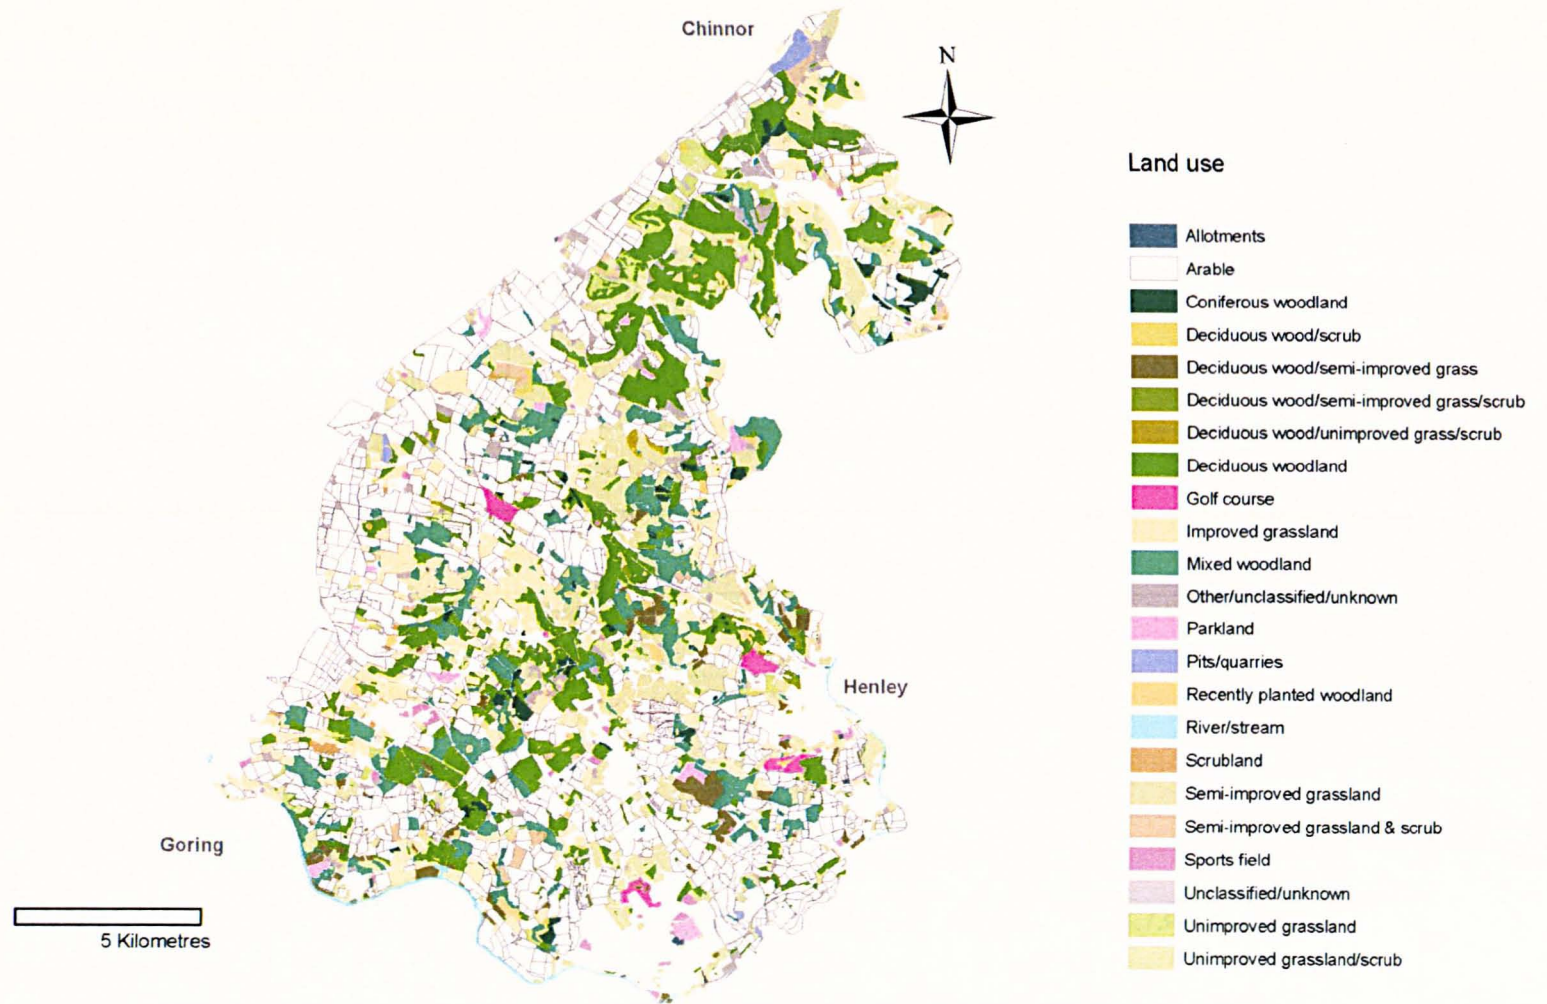 Chinnor
N
Land use
Allotments
Arable
Coniferous woodland
Deciduous wood/scrub
Deciduous wood/semi-improved grass
Deciduous wood/semi-improved grass/scrub
Deciduous wood/unimproved grass/scrub
Deciduous woodland
Golf course
Improved grassland
Mixed woodland
Other/unclassified/unknown
Parkland
Pits/quarries
Recently planted woodland
River/stream
Scrubland
Semi-improved grassland
Semi-improved grassland & scrub
Sports field
Unclassified/unknown
Unimproved grassland
Unimproved grassland/scrub
Henley
Goring
5 Kilometres